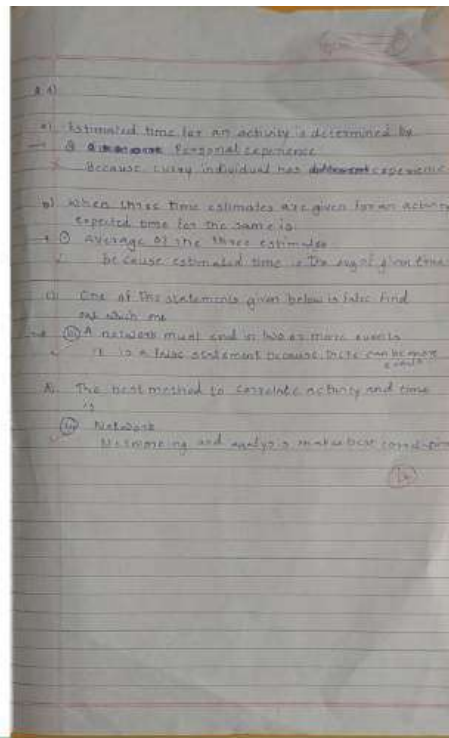 a) Estimated time for an activity is determined by
→ Personal experience
x Because every individual has experience
b) When three time estimates are given for an activity
expected time for the same is
→ ① average of the three estimates
x because estimated time is the avg of given time
c) One of the statements given below is false. Find
out which one
→ (iii) A network must end in two or more events
it is a false statement because there can be more
events
d) The best method to correlate activity and time
is
(iv) Network
Networking and analysis makes best